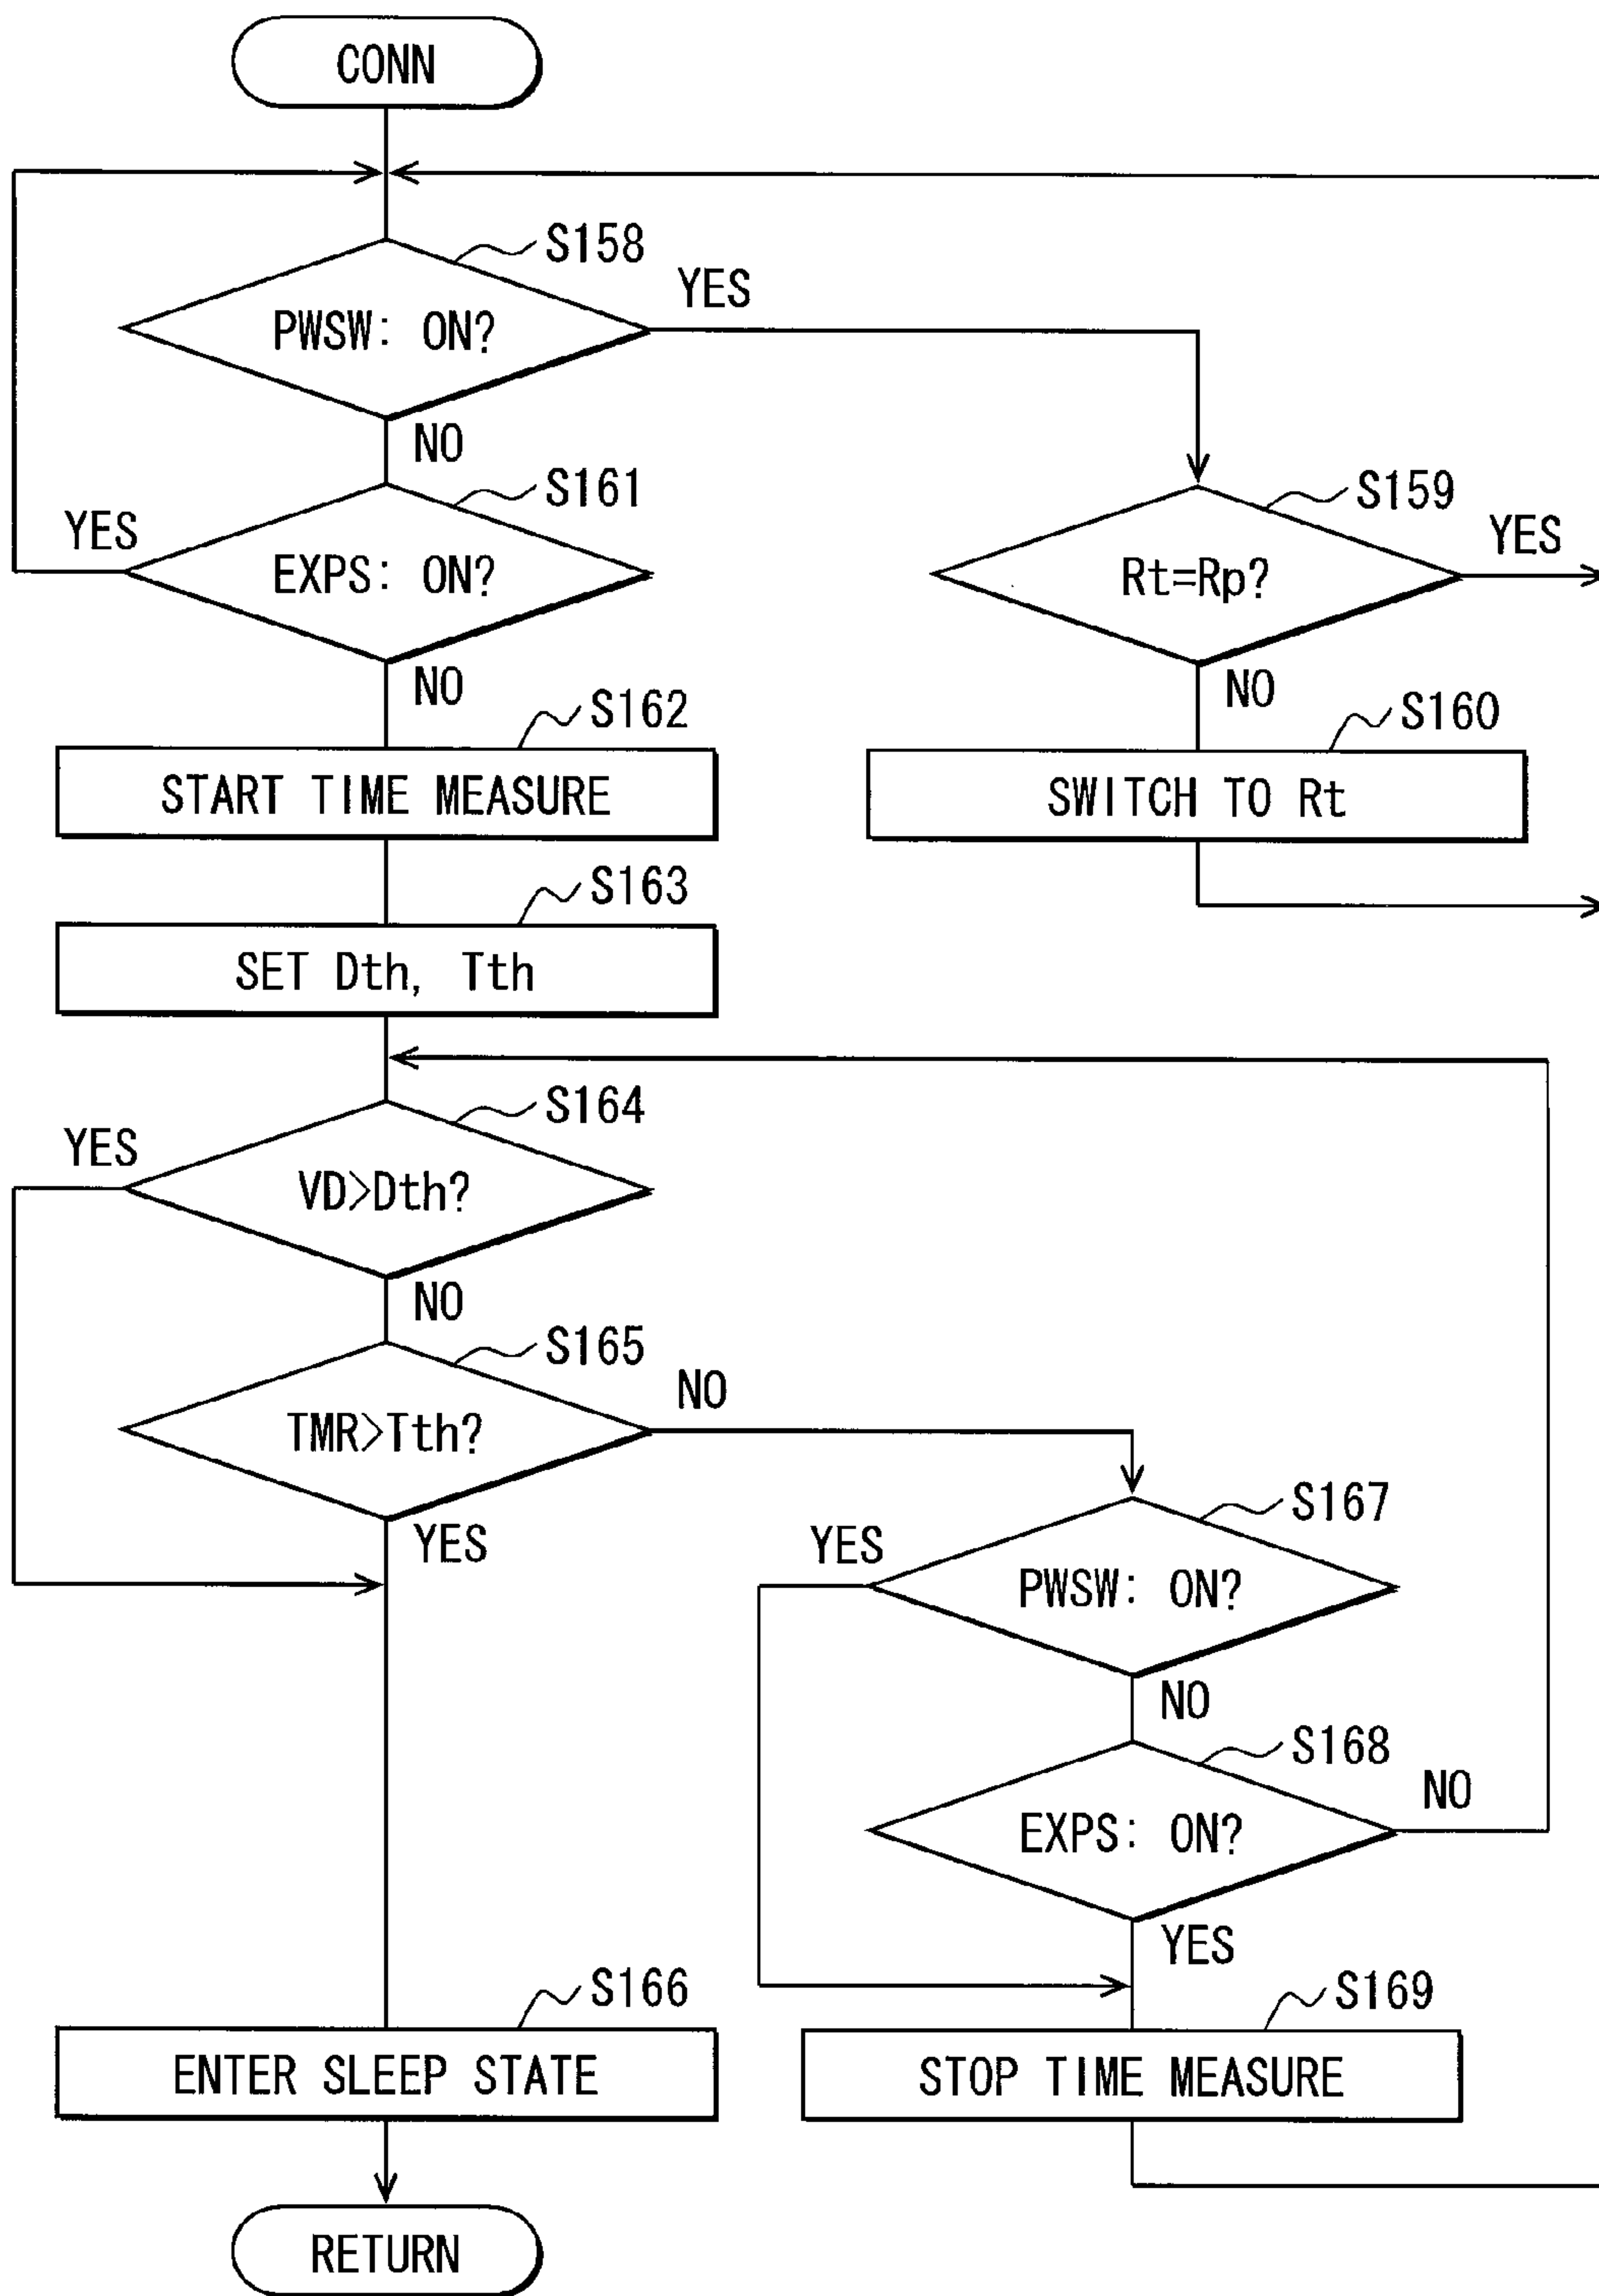 CONN
S158
PWSW: ON?
YES
NO
S161
EXPS: ON?
YES
NO
S159
Rt=Rp?
YES
NO
S160
SWITCH TO Rt
S162
START TIME MEASURE
S163
SET Dth, Tth
S164
VD>Dth?
YES
NO
S165
TMR>Tth?
NO
YES
S167
PWSW: ON?
YES
NO
S168
EXPS: ON?
NO
YES
S166
ENTER SLEEP STATE
S169
STOP TIME MEASURE
RETURN